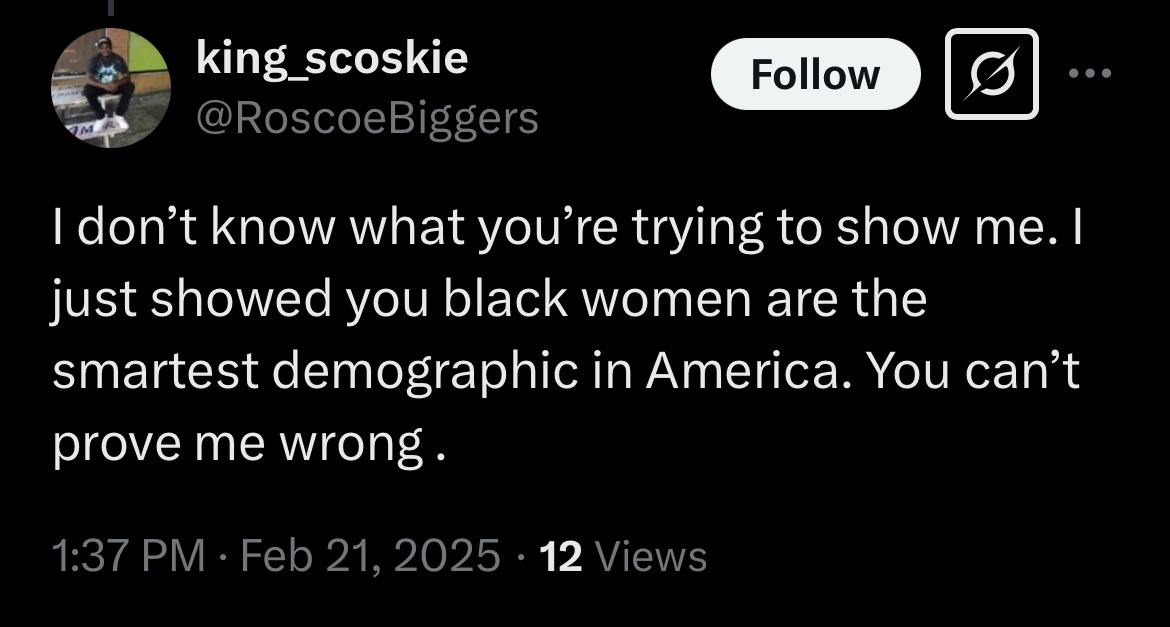 king_scoskie
@RoscoeBiggers
Follow
I don’t know what you’re trying to show me. I
just showed you black women are the
smartest demographic in America. You can’t
prove me wrong .
1:37 PM · Feb 21, 2025 · 12 Views